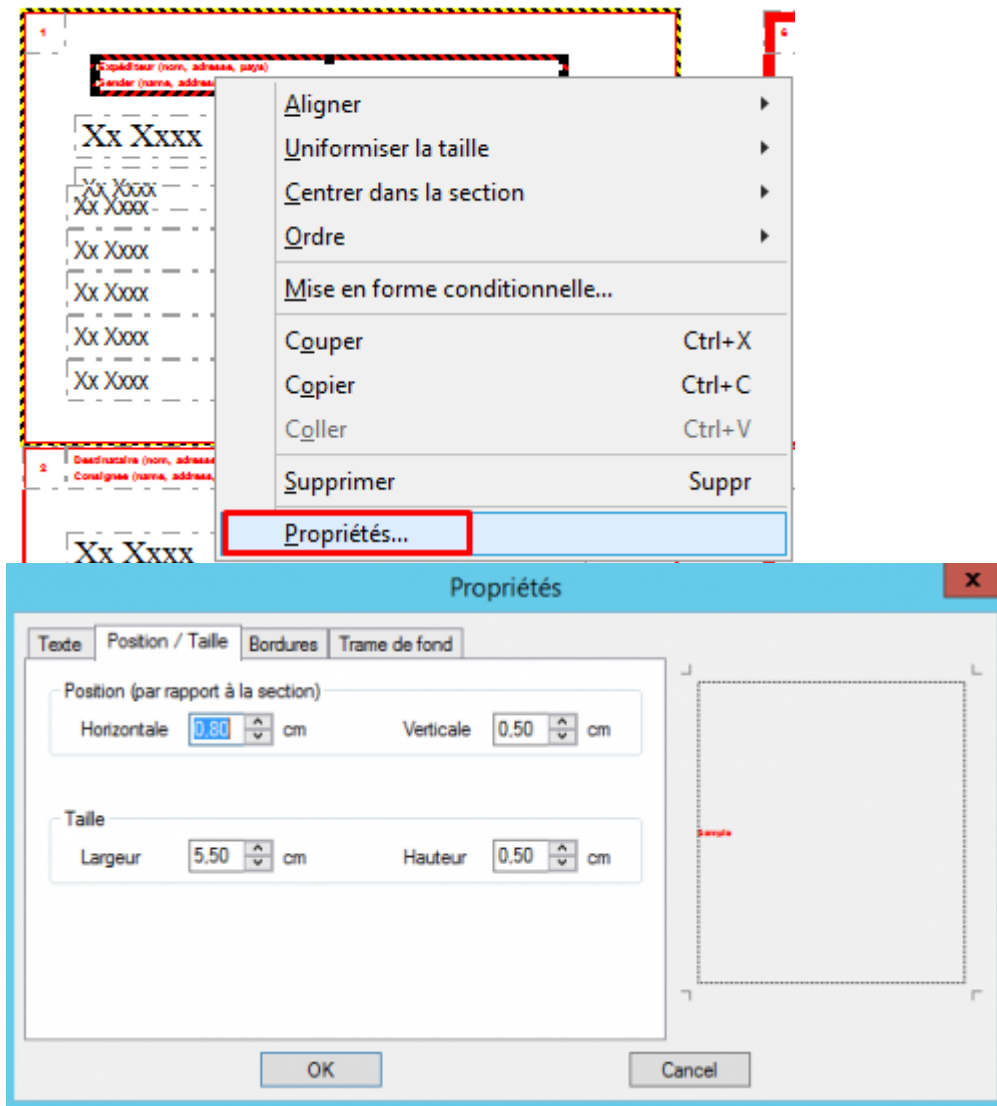 1
6
Expéditeur (nom, adresse, pays)
Sender (name, address
Xx Xxxx
Xx Xxxx
Xx Xxxx
Xx Xxxx
Xx Xxxx
Xx Xxxx
Xx Xxxx
2
Destinataire (nom, adresse
Consignee (name, address,
Xx Xxxx
Aligner
Uniformiser la taille
Centrer dans la section
Ordre
Mise en forme conditionnelle...
Couper Ctrl+X
Copier Ctrl+C
Coller Ctrl+V
Supprimer Suppr
Propriétés...
Propriétés
x
Texte Position / Taille Bordures Trame de fond
Position (par rapport à la section)
Horizontale 0,80 cm Verticale 0,50 cm
Taille
Largeur 5,50 cm Hauteur 0,50 cm
Sample
OK Cancel